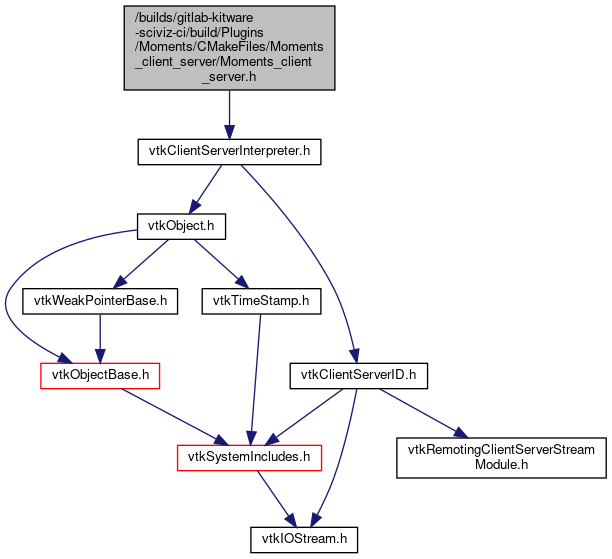 /builds/gitlab-kitware
-sciviz-ci/build/Plugins
/Moments/CMakeFiles/Moments
_client_server/Moments_client
_server.h
vtkClientServerInterpreter.h
vtkObject.h
vtkWeakPointerBase.h
vtkTimeStamp.h
vtkObjectBase.h
vtkClientServerID.h
vtkSystemIncludes.h
vtkRemotingClientServerStream
Module.h
vtkIOStream.h